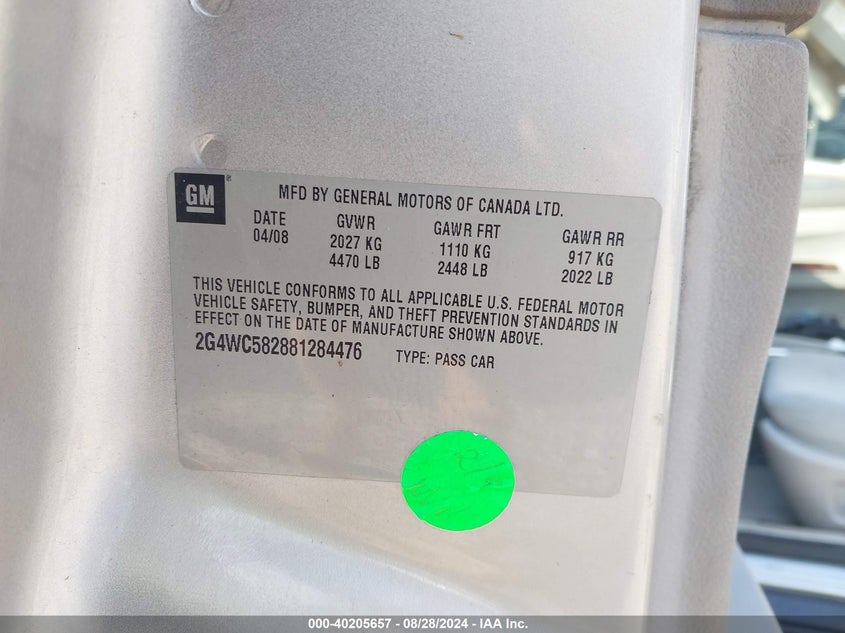 GM
MFD BY GENERAL MOTORS OF CANADA LTD.
DATE GVWR GAWR FRT GAWR RR
04/08 2027 KG 1110 KG 917 KG
4470 LB 2448 LB 2022 LB
THIS VEHICLE CONFORMS TO ALL APPLICABLE U.S. FEDERAL MOTOR
VEHICLE SAFETY, BUMPER, AND THEFT PREVENTION STANDARDS IN
EFFECT ON THE DATE OF MANUFACTURE SHOWN ABOVE.
2G4WC582881284476 TYPE: PASS CAR
000-40205657 / 08/28/2024 - IAA Inc.